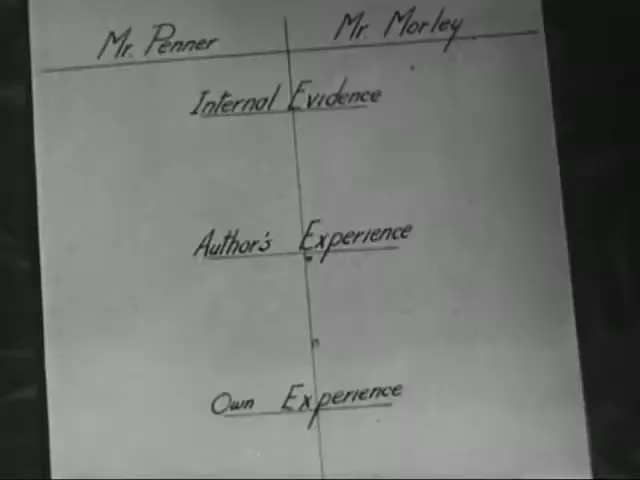 Mr. Penner Mr. Morley
Internal Evidence
Author's Experience
Own Experience